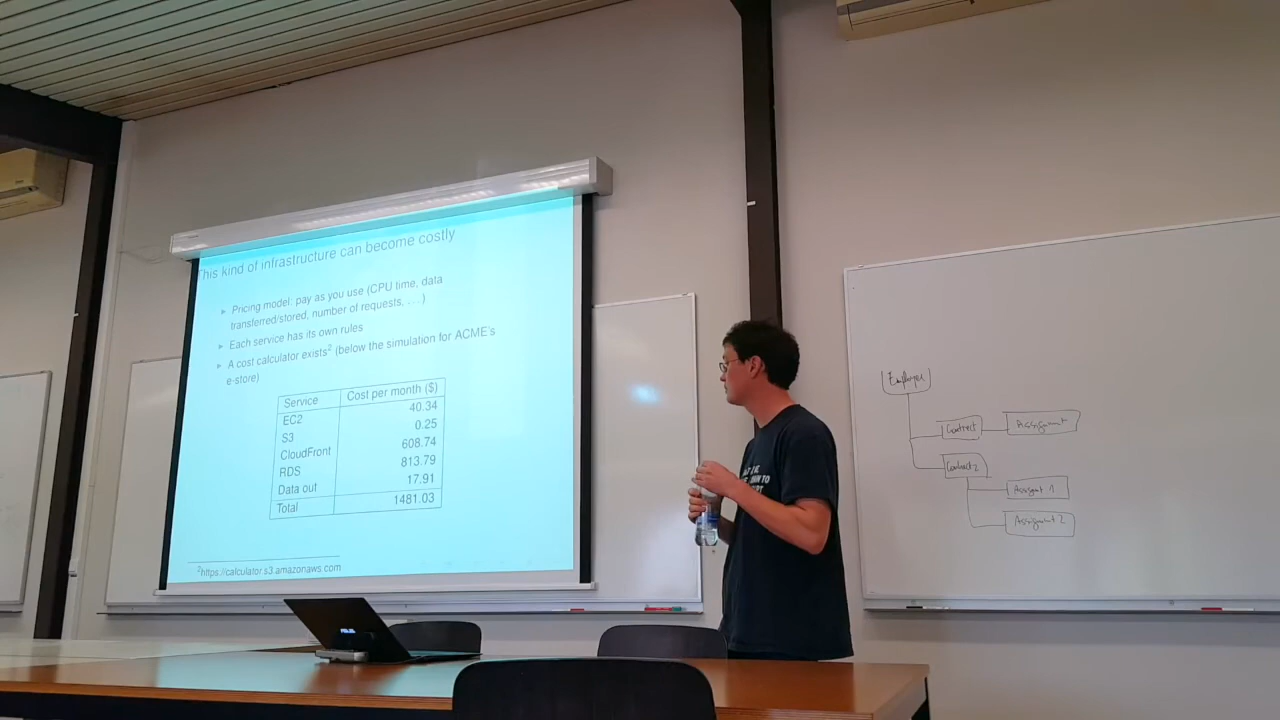 This kind of infrastructure can become costly
Pricing model: pay as you use (CPU time, data
transferred/stored, number of requests, ...)
Each service has its own rules
A cost calculator exists² (below the simulation for ACME's
e-store)
Service Cost per month ($)
EC2 40.34
S3 0.25
CloudFront 608.74
RDS 813.79
Data out 17.91
Total 1481.03
²https://calculator.s3.amazonaws.com
Contract Assignment
Contract 2
Assignt 1
Assignment 2